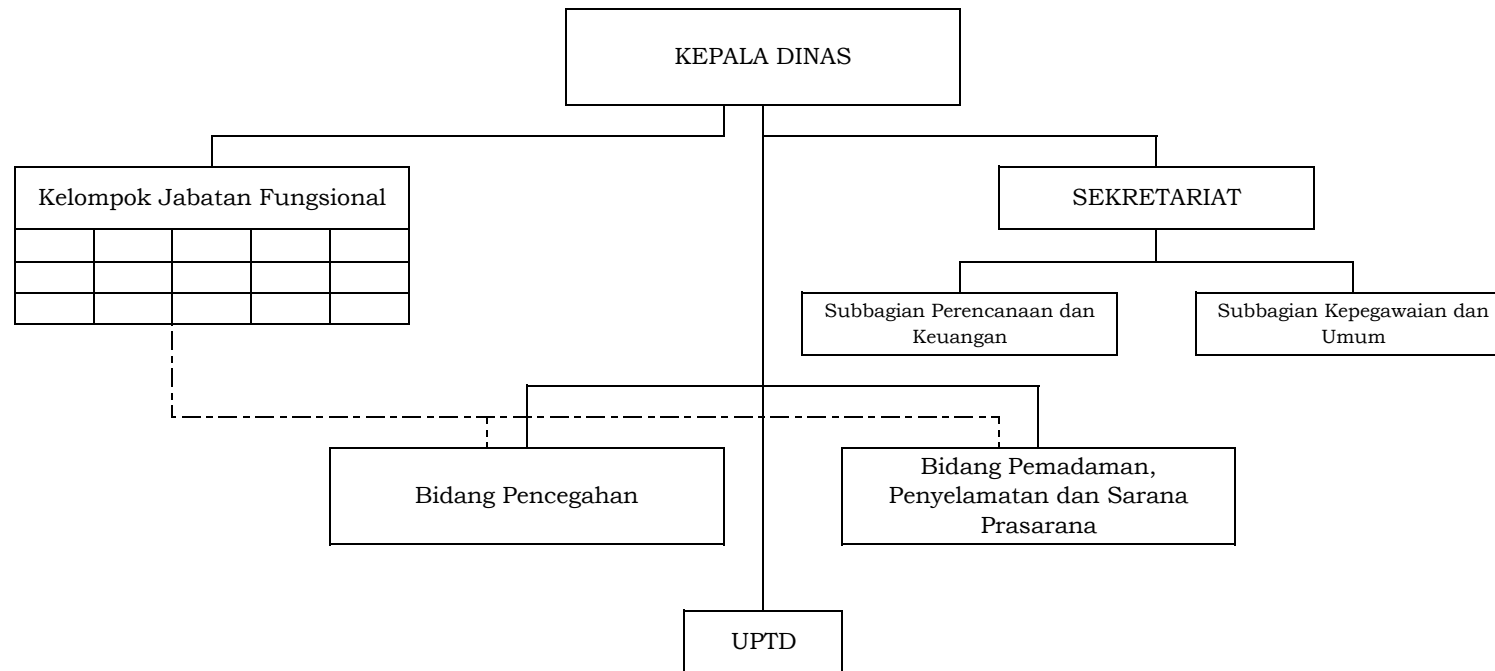 KEPALA DINAS
Kelompok Jabatan Fungsional
SEKRETARIAT
Subbagian Perencanaan dan
Keuangan
Subbagian Kepegawaian dan
Umum
Bidang Pencegahan
Bidang Pemadaman,
Penyelamatan dan Sarana
Prasarana
UPTD